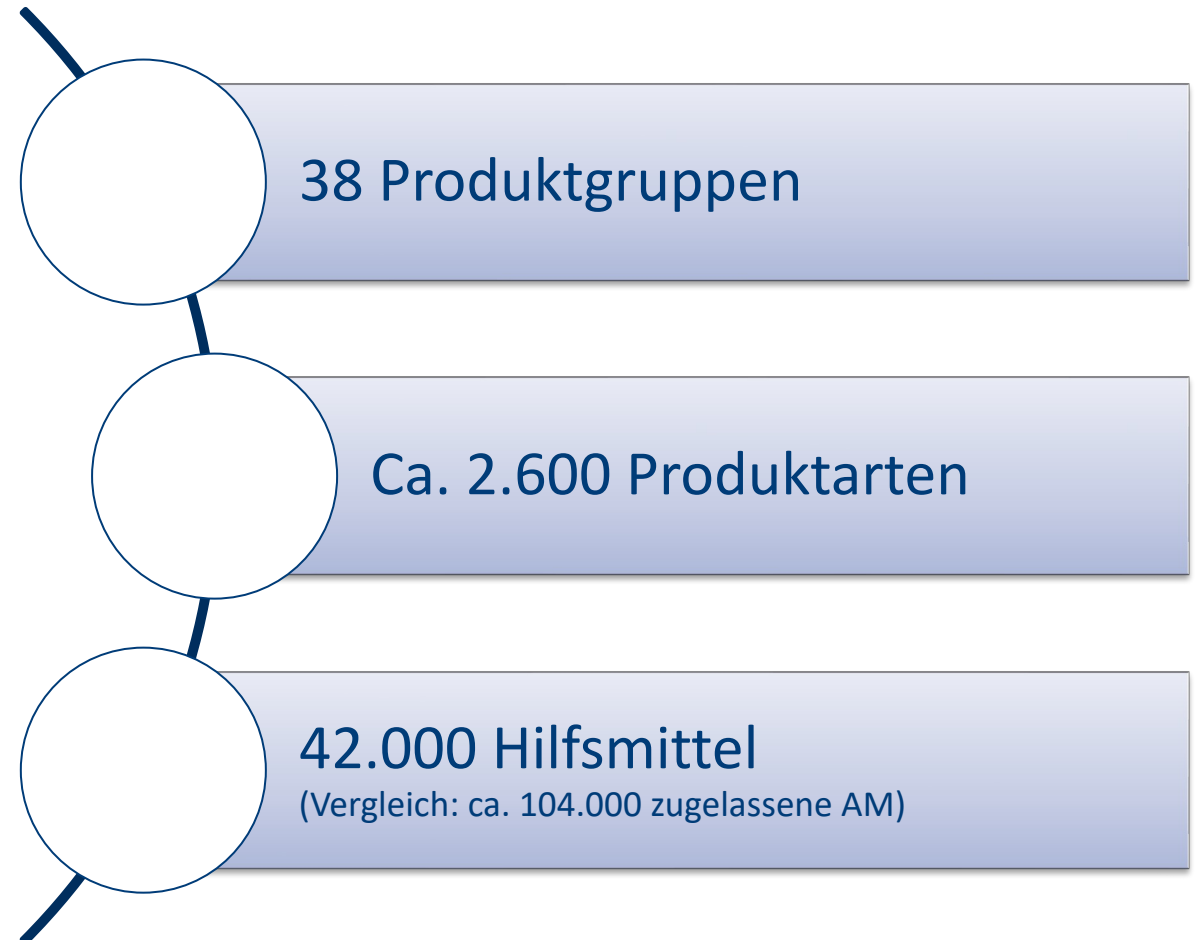 38 Produktgruppen
Ca. 2.600 Produktarten
42.000 Hilfsmittel
(Vergleich: ca. 104.000 zugelassene AM)